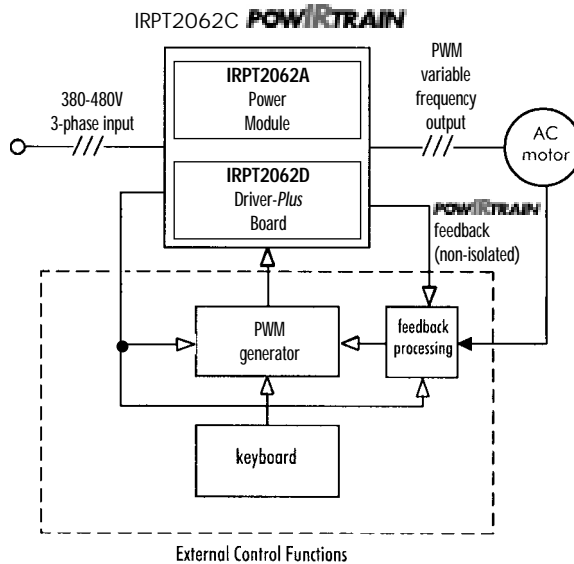 IRPT2062C POWIRTRAIN
IRPT2062A
Power
Module
380-480V
3-phase input
PWM
variable
frequency
output
AC
motor
IRPT2062D
Driver-Plus
Board
POWIRTRAIN
feedback
(non-isolated)
PWM
generator
feedback
processing
keyboard
External Control Functions